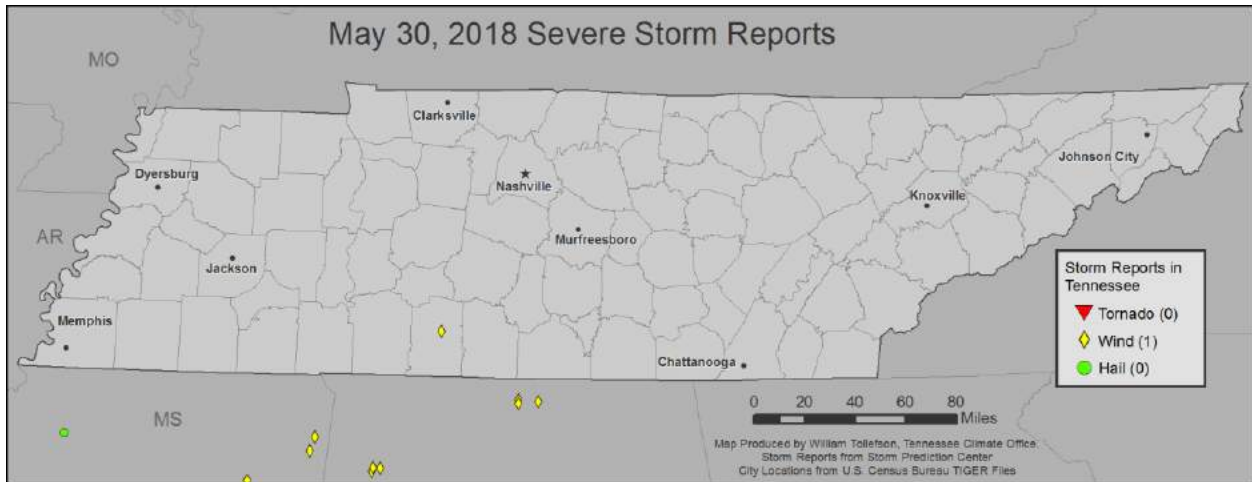 May 30, 2018 Severe Storm Reports
MO
Clarksville
Johnson City
Dyersburg
Nashville
Knoxville
AR
Murfreesboro
Jackson
Storm Reports in
Tennessee
Tornado (0)
Wind (1)
Hail (0)
Memphis
Chattanooga
MS
0 20 40 60 80
Miles
Map Produced by William Tollefson, Tennessee Climate Office.
Storm Reports from Storm Prediction Center
City Locations from U.S. Census Bureau TIGER Files